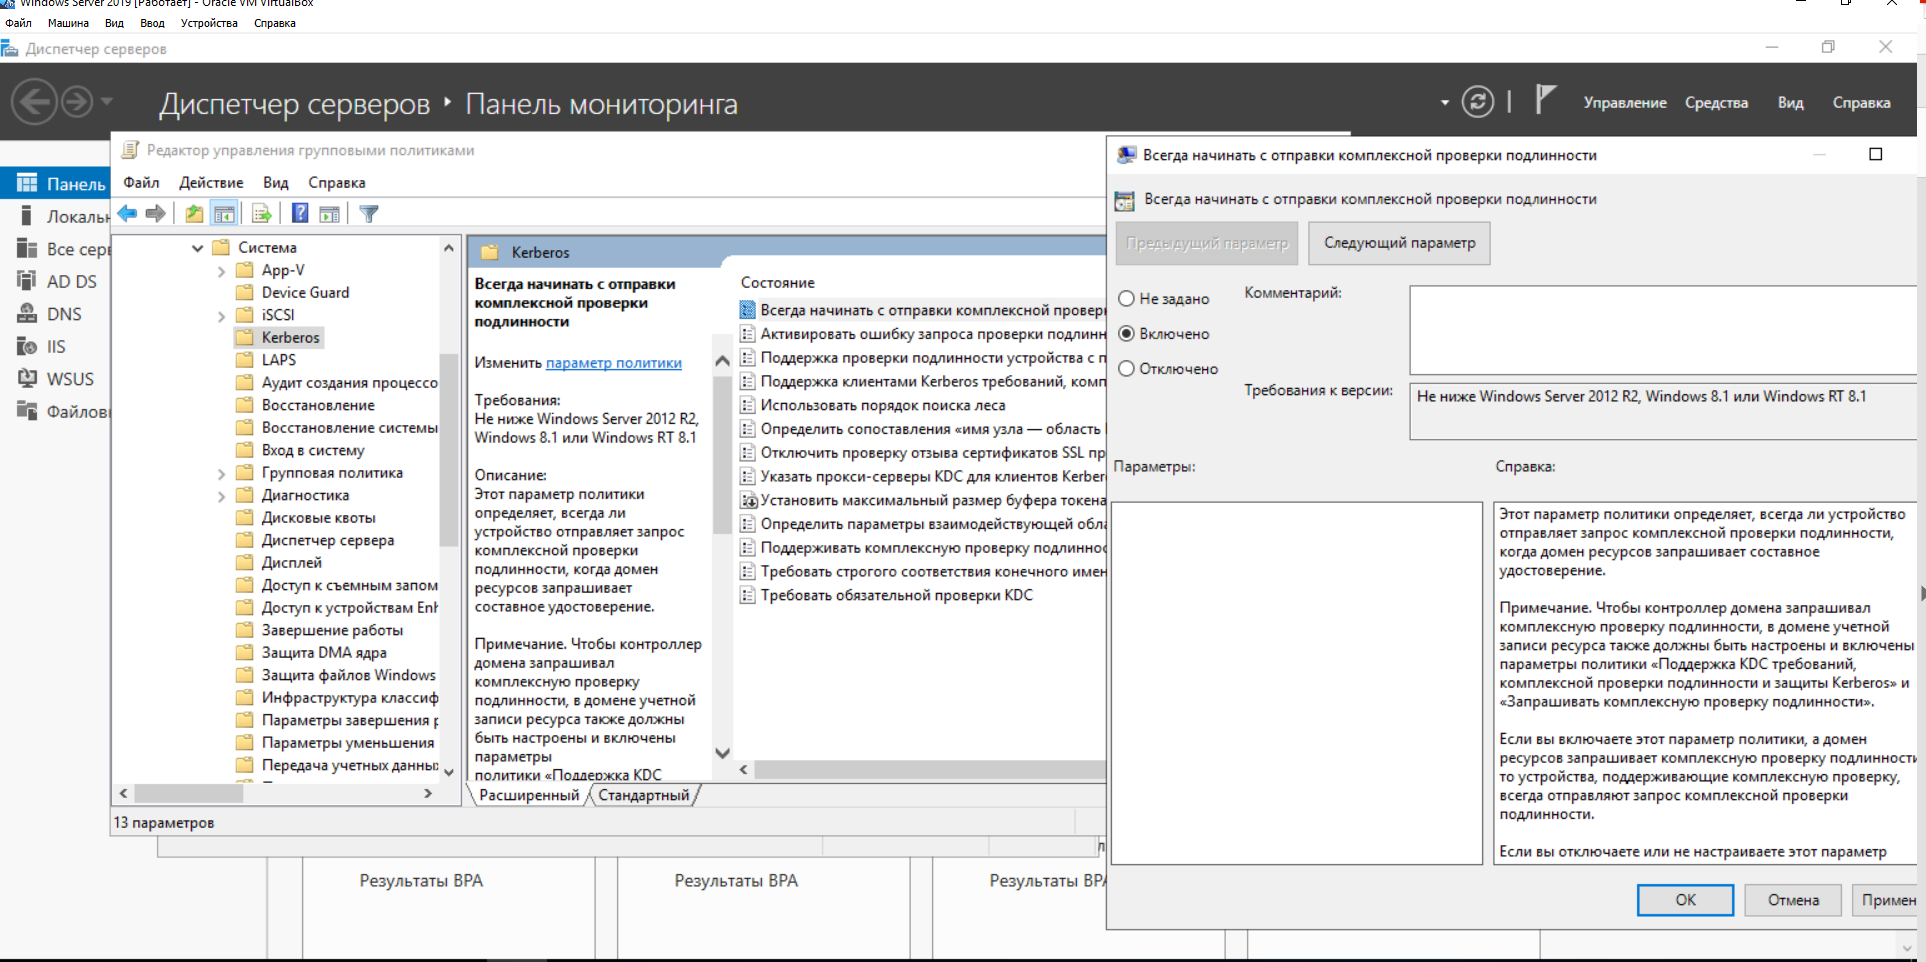 Windows Server 2019 [Работает] - Oracle VM VirtualBox
Файл Машина Вид Ввод Устройства Справка
Диспетчер серверов
Диспетчер серверов Панель мониторинга
Управление Средства Вид Справка
Панель
Локальн
Все серв
AD DS
DNS
IIS
WSUS
Файловы
Редактор управления групповыми политиками
Файл Действие Вид Справка
Система
App-V
Device Guard
iSCSI
Kerberos
LAPS
Аудит создания процессо
Восстановление
Восстановление системы
Вход в систему
Групповая политика
Диагностика
Дисковые квоты
Диспетчер сервера
Дисплей
Доступ к съемным запом
Доступ к устройствам Enh
Завершение работы
Защита DMA ядра
Защита файлов Windows
Инфраструктура классиф
Параметры завершения р
Параметры уменьшения
Передача учетных данны
Kerberos
Всегда начинать с отправки
комплексной проверки
подлинности
Изменить параметр политики
Требования:
Не ниже Windows Server 2012 R2,
Windows 8.1 или Windows RT 8.1
Описание:
Этот параметр политики
определяет, всегда ли
устройство отправляет запрос
комплексной проверки
подлинности, когда домен
ресурсов запрашивает
составное удостоверение.
Примечание. Чтобы контроллер
домена запрашивал
комплексную проверку
подлинности, в домене учетной
записи ресурса также должны
быть настроены и включены
параметры
политики «Поддержка KDC
Состояние
Всегда начинать с отправки комплексной проверк
Активировать ошибку запроса проверки подлинн
Поддержка проверки подлинности устройства с п
Поддержка клиентами Kerberos требований, комп
Использовать порядок поиска леса
Определить сопоставления «имя узла — область
Отключить проверку отзыва сертификатов SSL пр
Указать прокси-серверы KDC для клиентов Kerber
Установить максимальный размер буфера токена
Определить параметры взаимодействующей обла
Поддерживать комплексную проверку подлиннос
Требовать строгого соответствия конечного имен
Требовать обязательной проверки KDC
Расширенный Стандартный
13 параметров
Результаты BPA
Результаты BPA
Результаты BPA
Всегда начинать с отправки комплексной проверки подлинности
Всегда начинать с отправки комплексной проверки подлинности
Предыдущий параметр Следующий параметр
Не задано
Включено
Отключено
Комментарий:
Требования к версии:
Не ниже Windows Server 2012 R2, Windows 8.1 или Windows RT 8.1
Параметры:
Справка:
Этот параметр политики определяет, всегда ли устройство
отправляет запрос комплексной проверки подлинности,
когда домен ресурсов запрашивает составное
удостоверение.
Примечание. Чтобы контроллер домена запрашивал
комплексную проверку подлинности, в домене учетной
записи ресурса также должны быть настроены и включены
параметры политики «Поддержка KDC требований,
комплексной проверки подлинности и защиты Kerberos» и
«Запрашивать комплексную проверку подлинности».
Если вы включаете этот параметр политики, а домен
ресурсов запрашивает комплексную проверку подлинности
то устройства, поддерживающие комплексную проверку,
всегда отправляют запрос комплексной проверки
подлинности.
Если вы отключаете или не настраиваете этот параметр
ОК Отмена Примен